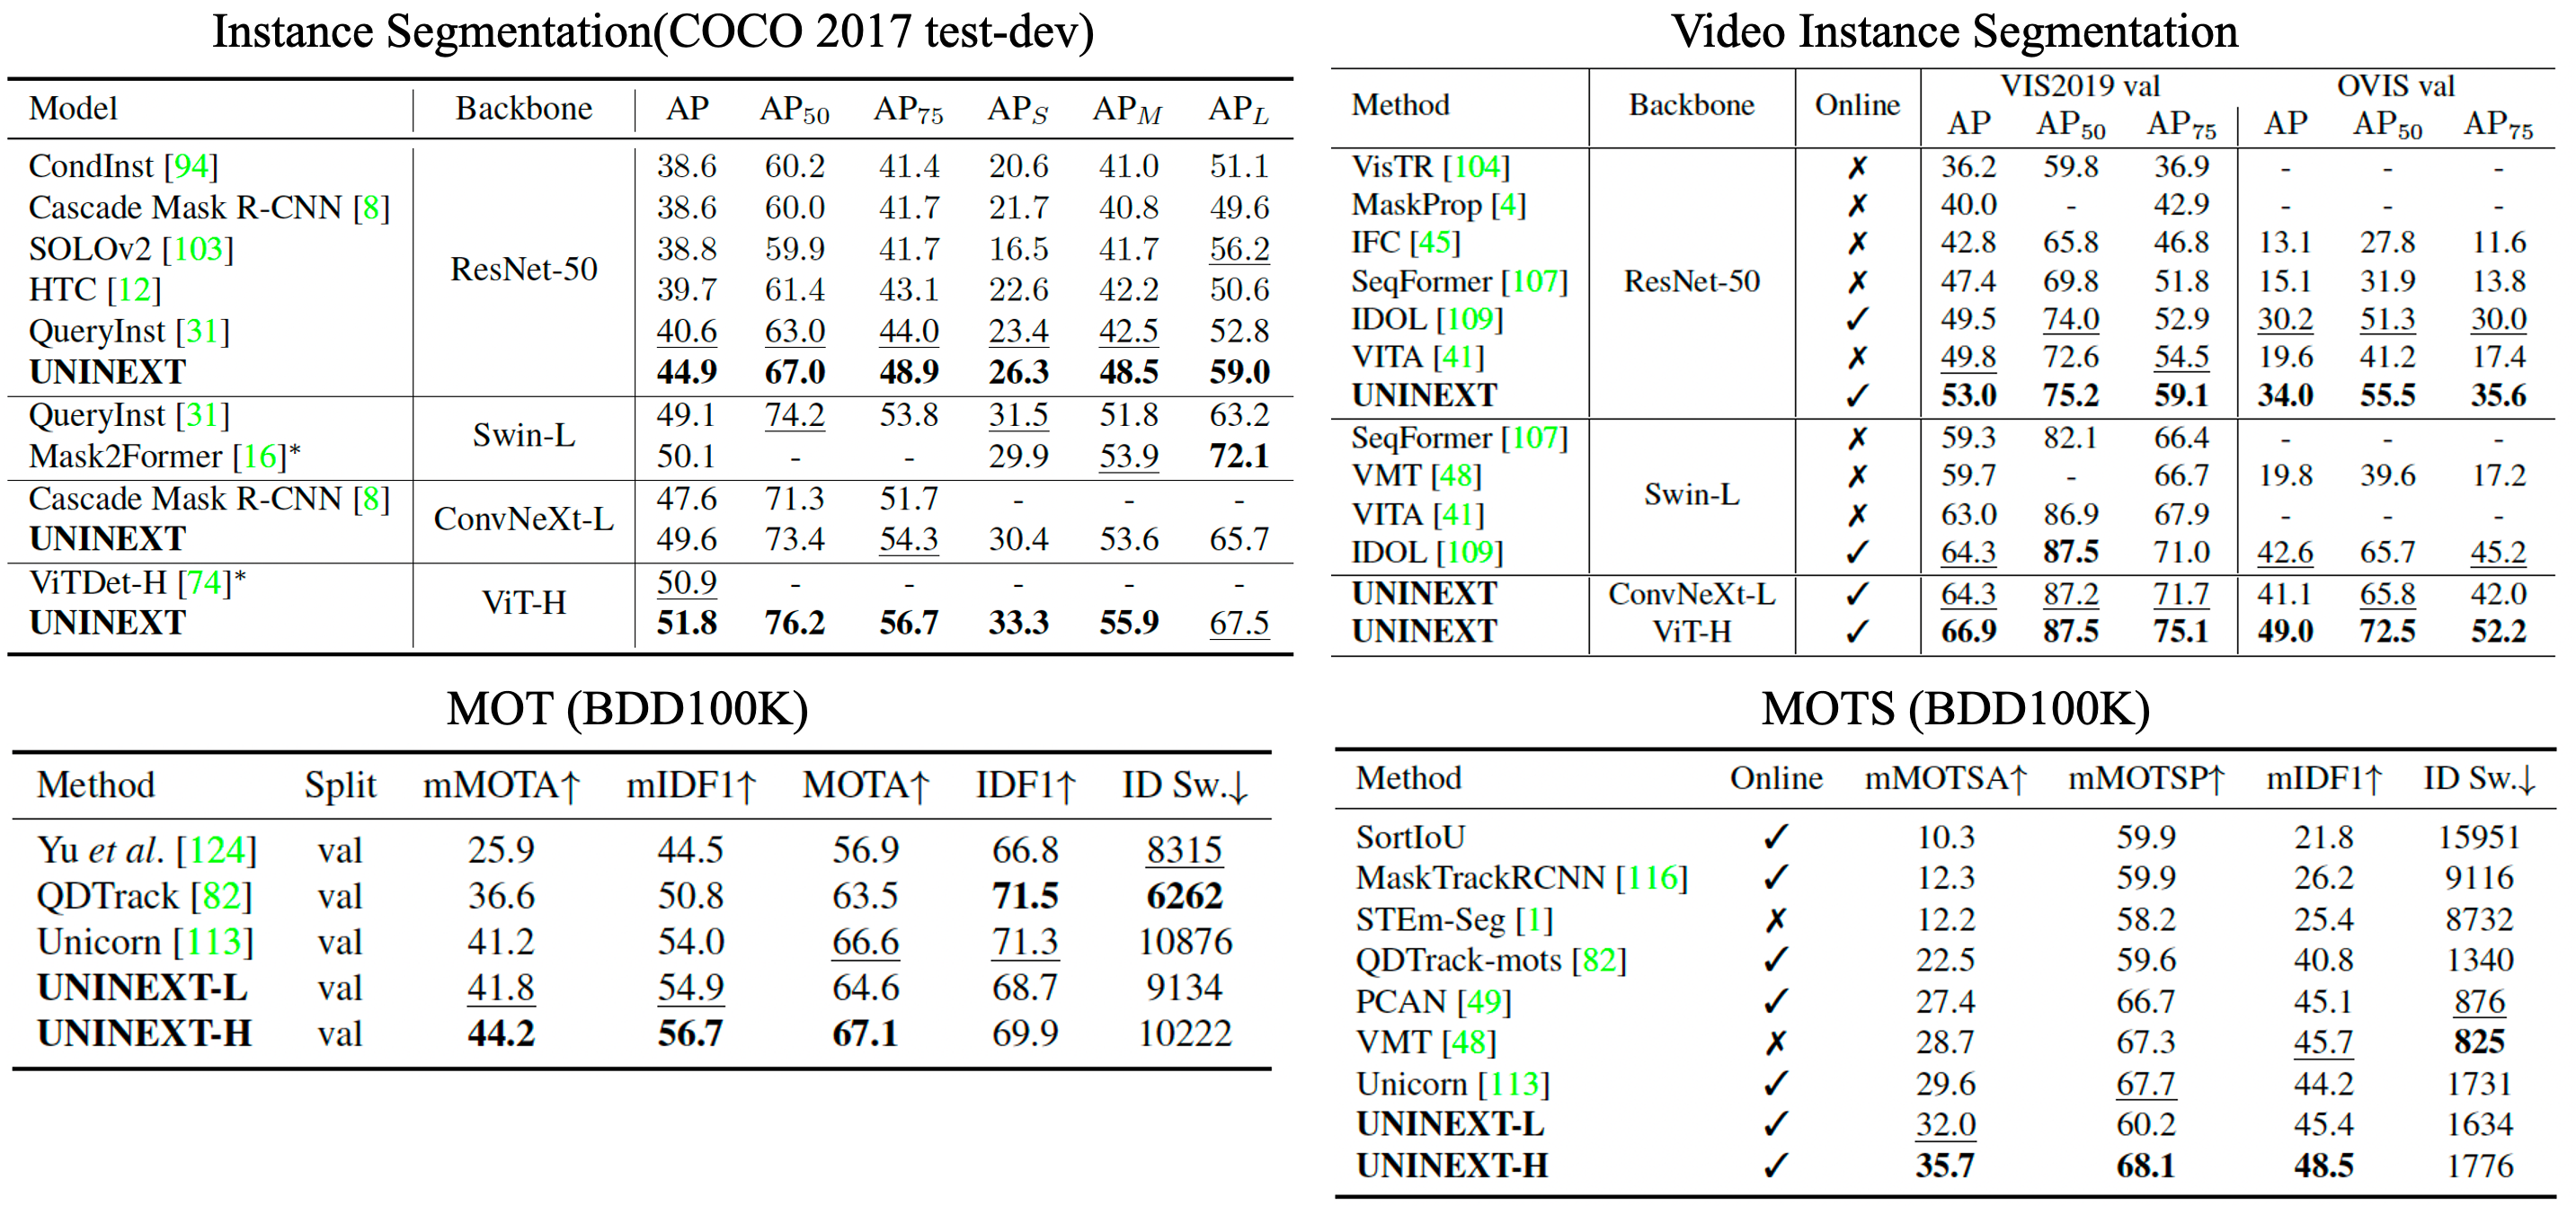 Instance Segmentation(COCO 2017 test-dev)
Model Backbone AP AP50 AP75 APS APM APL
CondInst [94] 38.6 60.2 41.4 20.6 41.0 51.1
Cascade Mask R-CNN [8] 38.6 60.0 41.7 21.7 40.8 49.6
SOLOv2 [103] 38.8 59.9 41.7 16.5 41.7 56.2
ResNet-50
HTC [12] 39.7 61.4 43.1 22.6 42.2 50.6
QueryInst [31] 40.6 63.0 44.0 23.4 42.5 52.8
UNINEXT 44.9 67.0 48.9 26.3 48.5 59.0
QueryInst [31] 49.1 74.2 53.8 31.5 51.8 63.2
Swin-L
Mask2Former [16]* 50.1 - - 29.9 53.9 72.1
Cascade Mask R-CNN [8] 47.6 71.3 51.7 - - -
ConvNeXt-L
UNINEXT 49.6 73.4 54.3 30.4 53.6 65.7
ViTDet-H [74]* 50.9 - - - - -
ViT-H
UNINEXT 51.8 76.2 56.7 33.3 55.9 67.5
Video Instance Segmentation
VIS2019 val OVIS val
Method Backbone Online
AP AP50 AP75 AP AP50 AP75
VisTR [104] ✗ 36.2 59.8 36.9 - - -
MaskProp [4] ✗ 40.0 - 42.9 - - -
IFC [45] ✗ 42.8 65.8 46.8 13.1 27.8 11.6
SeqFormer [107] ResNet-50 ✗ 47.4 69.8 51.8 15.1 31.9 13.8
IDOL [109] ✓ 49.5 74.0 52.9 30.2 51.3 30.0
VITA [41] ✗ 49.8 72.6 54.5 19.6 41.2 17.4
UNINEXT ✓ 53.0 75.2 59.1 34.0 55.5 35.6
SeqFormer [107] ✗ 59.3 82.1 66.4 - - -
VMT [48] ✗ 59.7 - 66.7 19.8 39.6 17.2
Swin-L
VITA [41] ✗ 63.0 86.9 67.9 - - -
IDOL [109] ✓ 64.3 87.5 71.0 42.6 65.7 45.2
UNINEXT ConvNeXt-L ✓ 64.3 87.2 71.7 41.1 65.8 42.0
UNINEXT ViT-H ✓ 66.9 87.5 75.1 49.0 72.5 52.2
MOT (BDD100K)
Method Split mMOTA↑ mIDF1↑ MOTA↑ IDF1↑ ID Sw.↓
Yu et al. [124] val 25.9 44.5 56.9 66.8 8315
QDTrack [82] val 36.6 50.8 63.5 71.5 6262
Unicorn [113] val 41.2 54.0 66.6 71.3 10876
UNINEXT-L val 41.8 54.9 64.6 68.7 9134
UNINEXT-H val 44.2 56.7 67.1 69.9 10222
MOTS (BDD100K)
Method Online mMOTSA↑ mMOTSP↑ mIDF1↑ ID Sw.↓
SortIoU ✓ 10.3 59.9 21.8 15951
MaskTrackRCNN [116] ✓ 12.3 59.9 26.2 9116
STEm-Seg [1] ✗ 12.2 58.2 25.4 8732
QDTrack-mots [82] ✓ 22.5 59.6 40.8 1340
PCAN [49] ✓ 27.4 66.7 45.1 876
VMT [48] ✗ 28.7 67.3 45.7 825
Unicorn [113] ✓ 29.6 67.7 44.2 1731
UNINEXT-L ✓ 32.0 60.2 45.4 1634
UNINEXT-H ✓ 35.7 68.1 48.5 1776